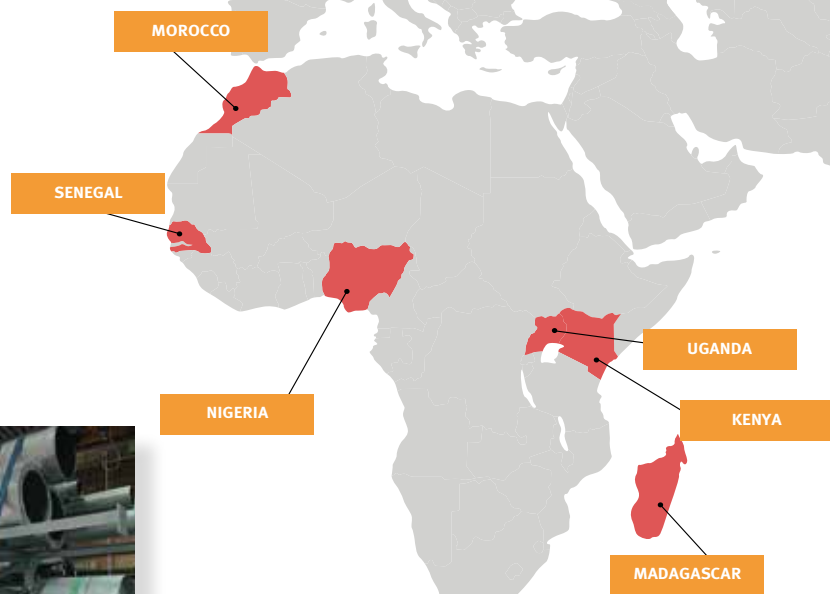 MOROCCO
SENEGAL
NIGERIA
UGANDA
KENYA
MADAGASCAR